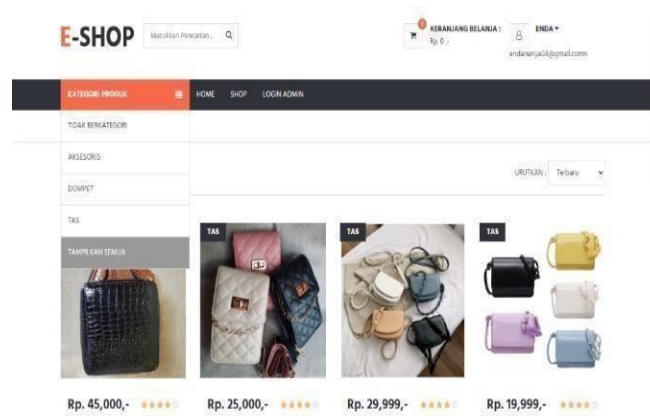 E-SHOP
Masukkan Pencarian..
0
KERANJANG BELANJA :
Rp. 0 ,-
ENDA
KATEGORI PRODUK
HOME SHOP LOGIN ADMIN
TIDAK BERKATEGORI
AKSESORIS
DOMPET
TAS
TAMPILKAN SEMUA
URUTKAN : Terbaru
TAS TAS TAS
Rp. 45,000,- Rp. 25,000,- Rp. 29,999,- Rp. 19,999,-